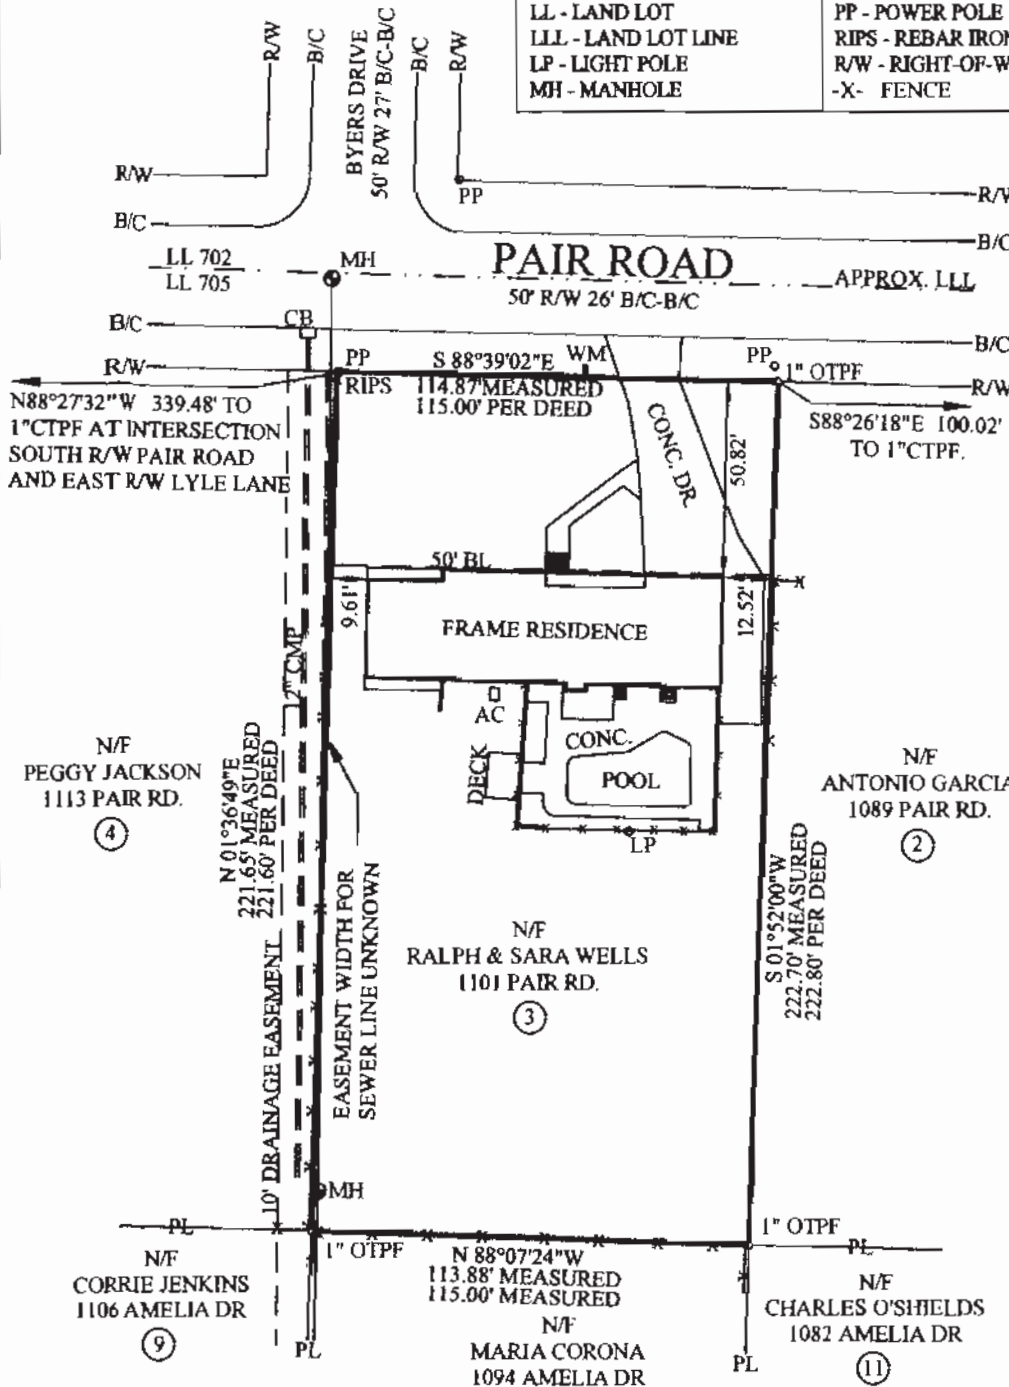 LL - LAND LOT
LLL - LAND LOT LINE
LP - LIGHT POLE
MH - MANHOLE
PP - POWER POLE
RIPS - REBAR IRON
R/W - RIGHT-OF-W
-X- FENCE
R/W
B/C
BYERS DRIVE
50' R/W 27' B/C-B/C
B/C
R/W
R/W
B/C
PP
R/W
B/C
LL 702
LL 705
MH
PAIR ROAD
50' R/W 26' B/C-B/C
APPROX. LLL
B/C
CB
B/C
R/W
PP
RIPS
S 88°39'02"E
114.87' MEASURED
115.00' PER DEED
WM
PP
1" OTPF
R/W
N88°27'32"W 339.48' TO
1"CTPF AT INTERSECTION
SOUTH R/W PAIR ROAD
AND EAST R/W LYLE LANE
S88°26'18"E 100.02'
TO 1"CTPF.
CONC. DR.
50.82'
50' BL
9.61'
FRAME RESIDENCE
12.52'
12" CMP
AC
DECK
CONC.
POOL
LP
N/F
PEGGY JACKSON
1113 PAIR RD.
4
N 01°36'49"E
221.65' MEASURED
221.60' PER DEED
N/F
ANTONIO GARCIA
1089 PAIR RD.
2
S 01°52'00"W
222.70' MEASURED
222.80' PER DEED
EASEMENT WIDTH FOR
SEWER LINE UNKNOWN
N/F
RALPH & SARA WELLS
1101 PAIR RD.
3
10' DRAINAGE EASEMENT
MH
PL
1" OTPF
N 88°07'24"W
113.88' MEASURED
115.00' MEASURED
1" OTPF
PL
N/F
CORRIE JENKINS
1106 AMELIA DR
9
PL
N/F
MARIA CORONA
1094 AMELIA DR
PL
N/F
CHARLES O'SHIELDS
1082 AMELIA DR
11